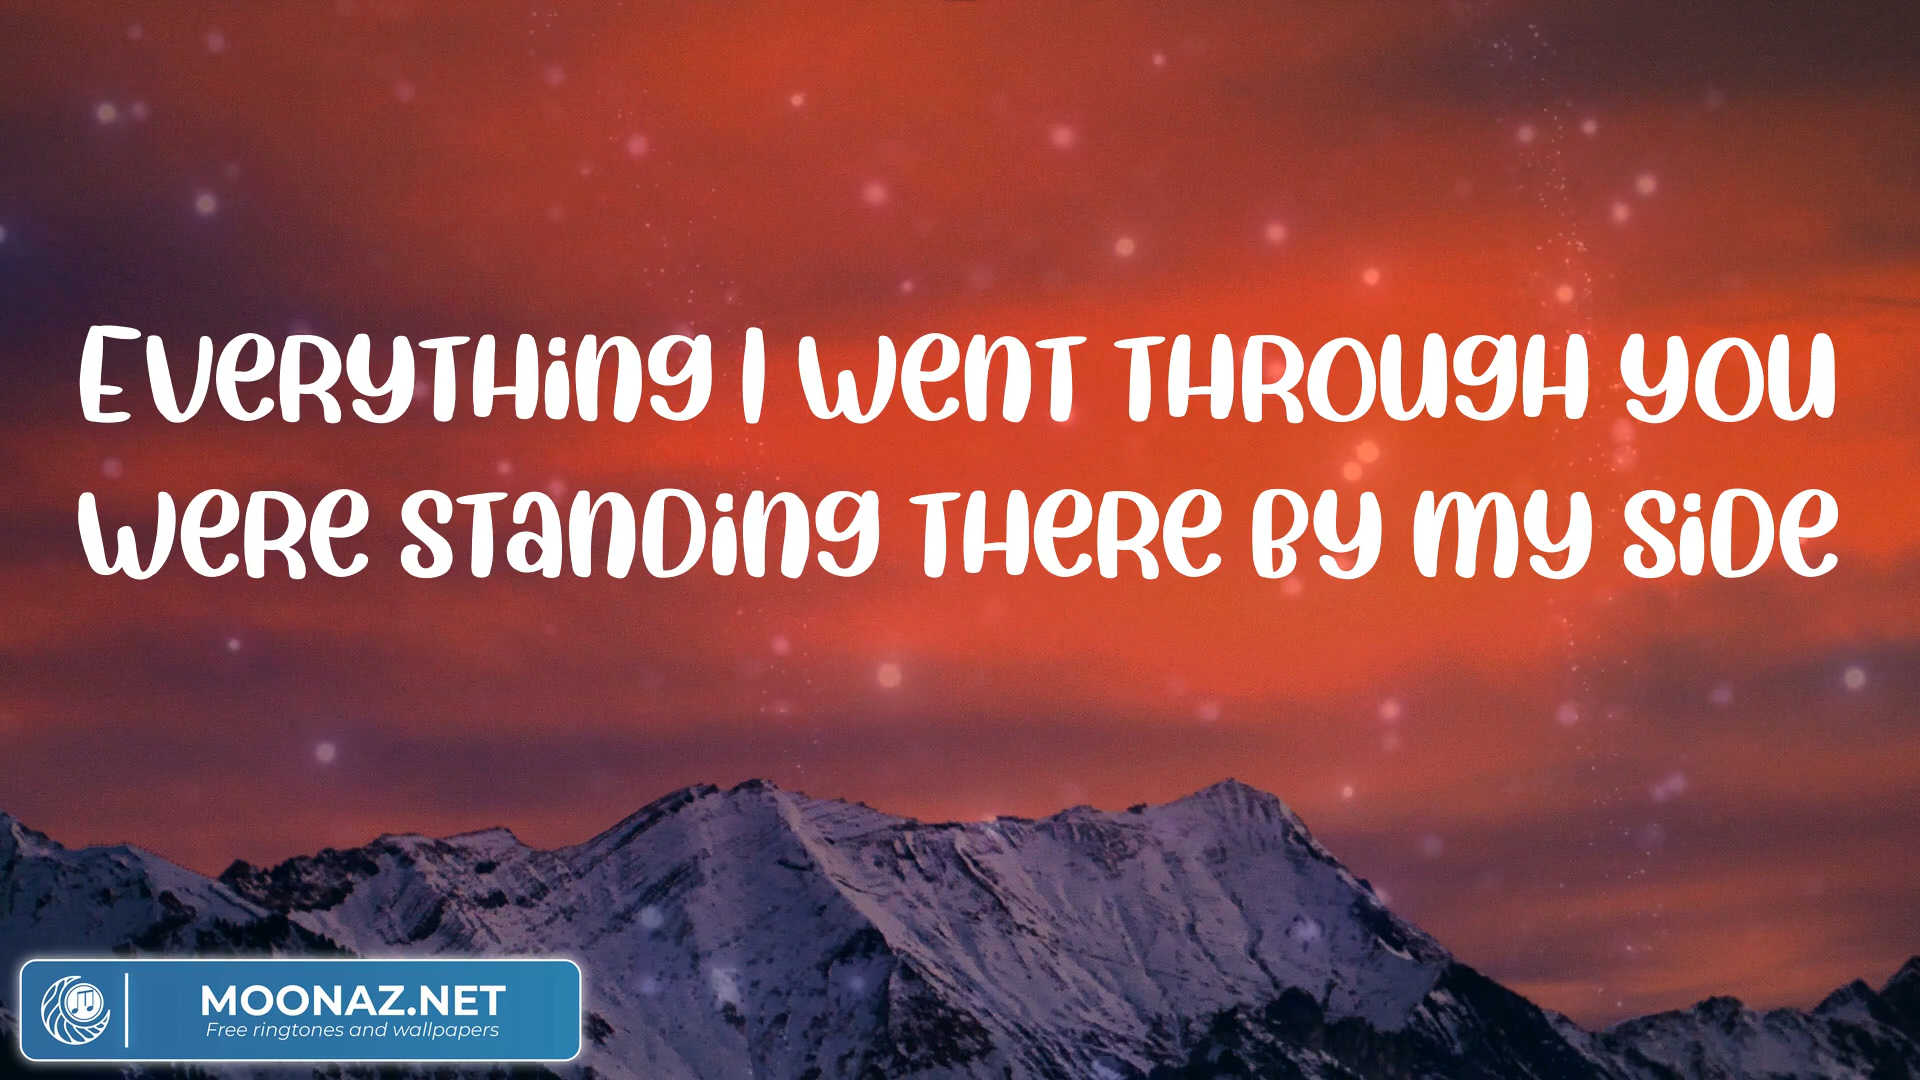 Everything I went through you
were standing there by my side
MOONAZ.NET
Free ringtones and wallpapers